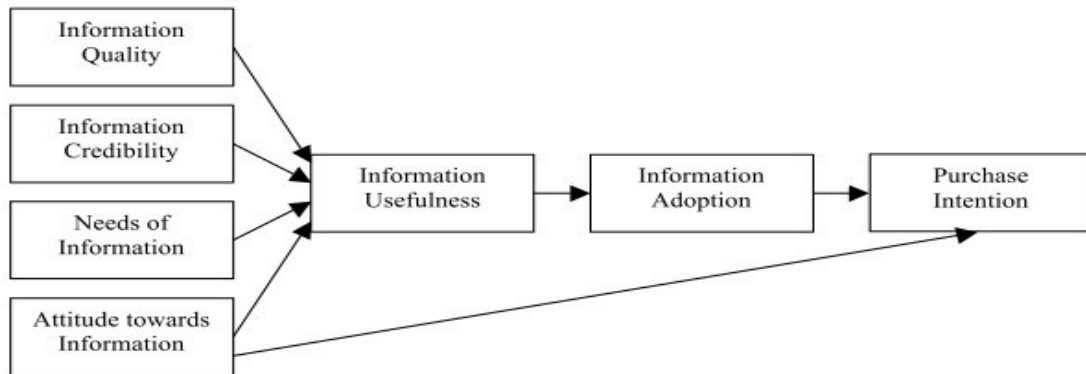 Information
Quality
Information
Credibility
Needs of
Information
Attitude towards
Information
Information
Usefulness
Information
Adoption
Purchase
Intention